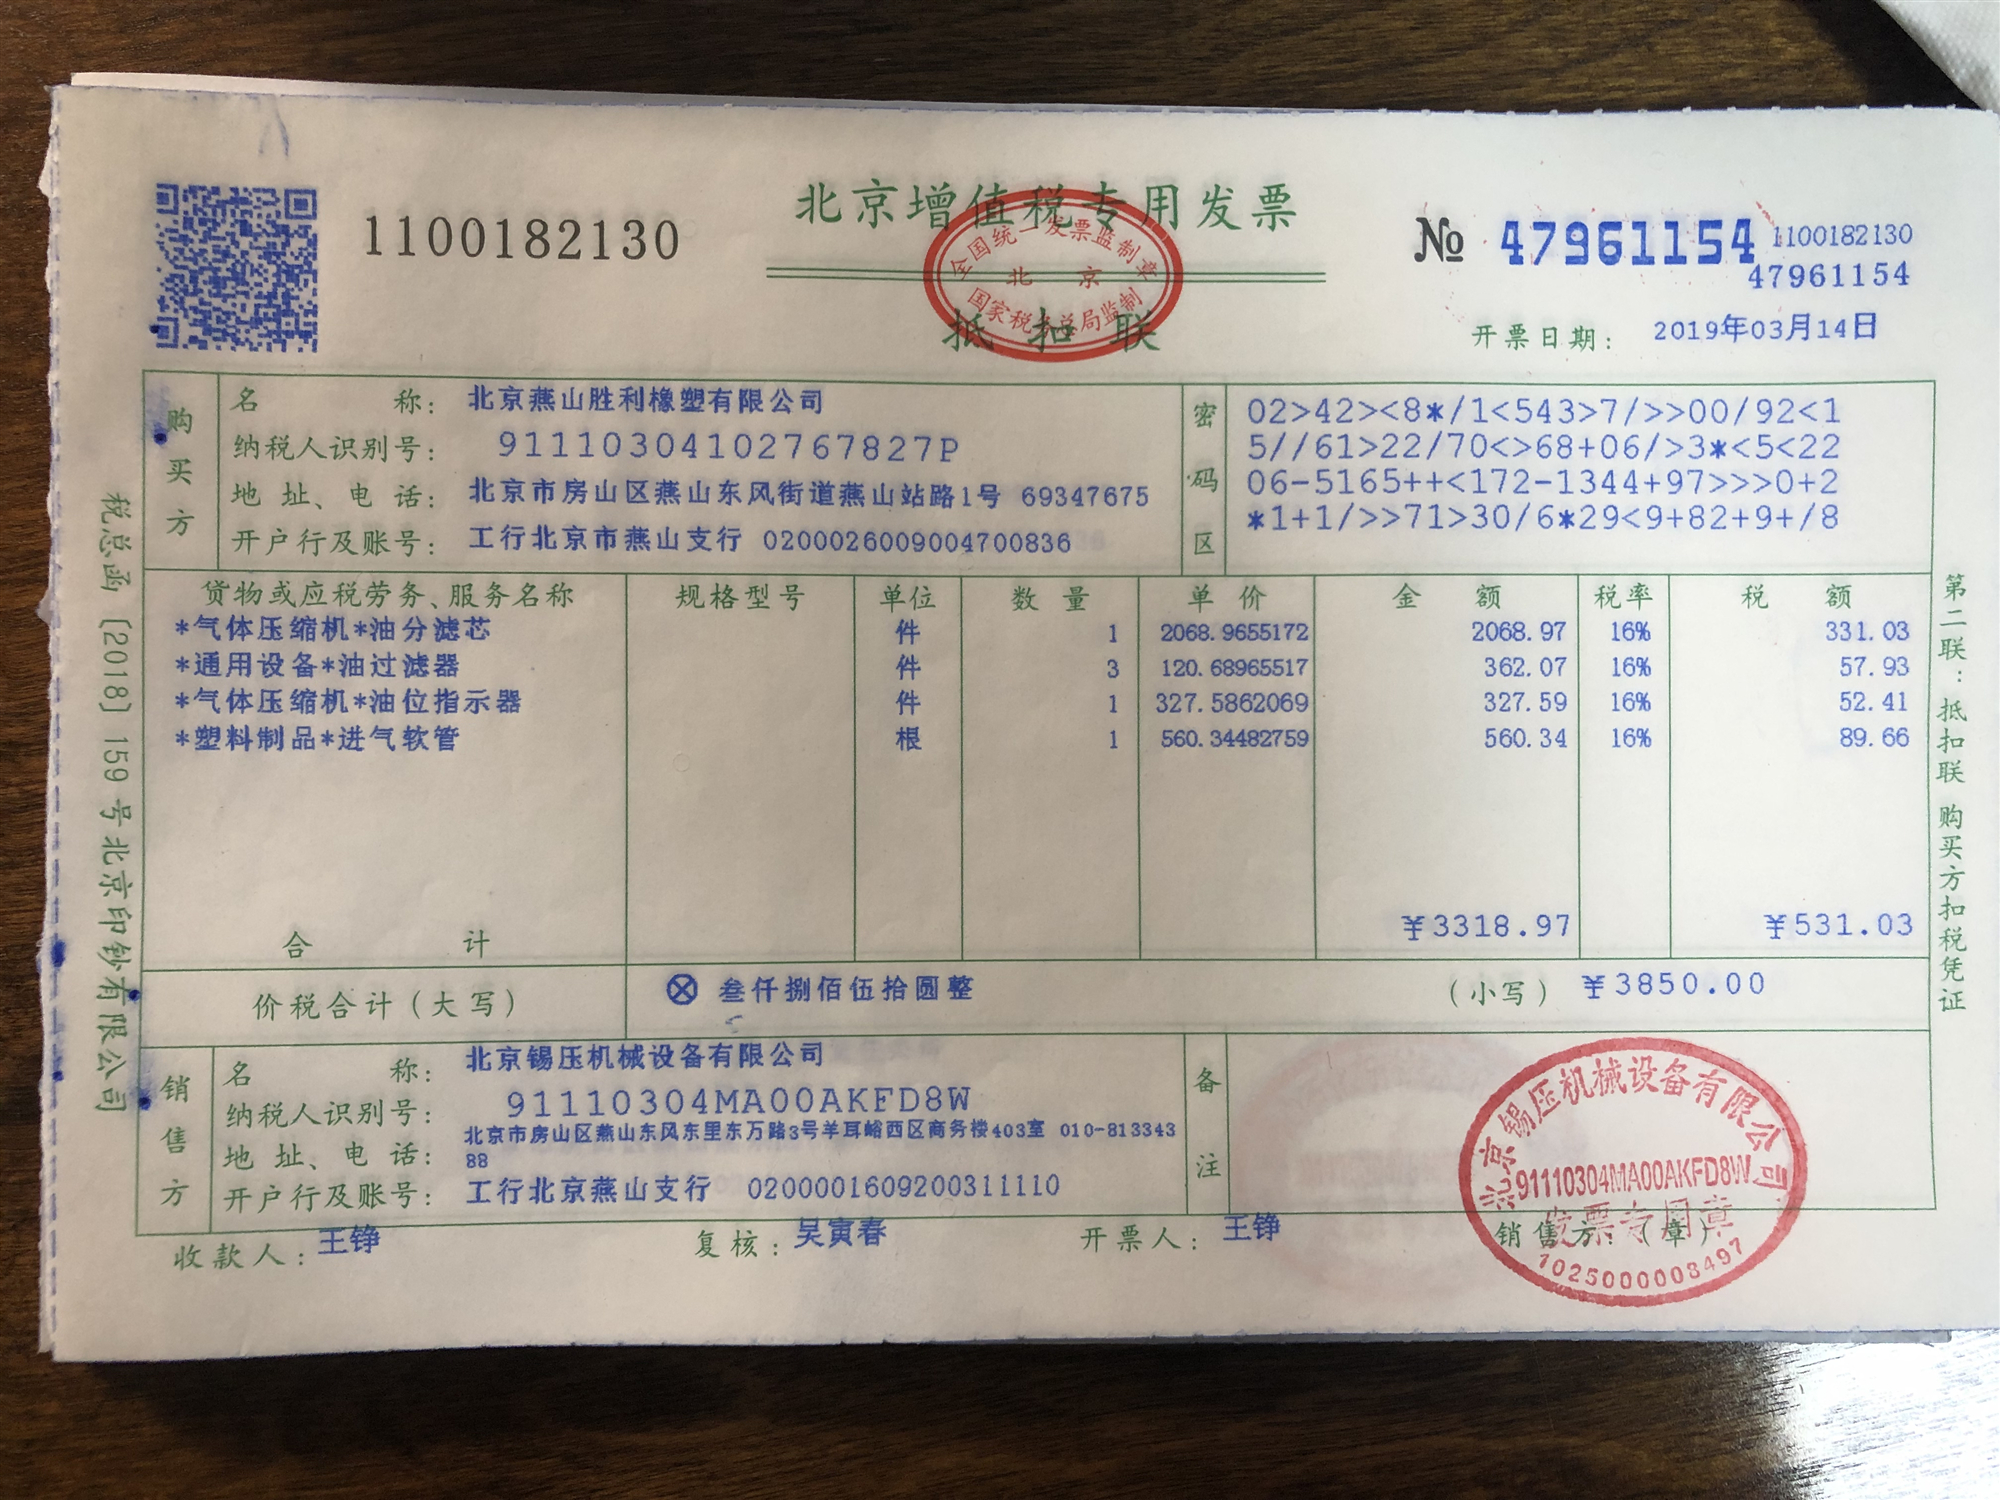 北京增值税专用发票
1100182130
№ 47961154
1100182130
47961154
全国统一发票监制章
北京
国家税务总局监制
抵扣联
开票日期： 2019年03月14日
购买方
名称： 北京燕山胜利橡塑有限公司
纳税人识别号： 91110304102767827P
地址、电话： 北京市房山区燕山东风街道燕山站路1号 69347675
开户行及账号： 工行北京市燕山支行 0200026009004700836
密码区
02>42><8*/1<543>7/>>00/92<1
5//61>22/70<>68+06/>3*<5<22
06-5165++<172-1344+97>>>0+2
*1+1/>>71>30/6*29<9+82+9+/8
货物或应税劳务、服务名称 规格型号 单位 数量 单价 金额 税率 税额
*气体压缩机*油分滤芯 件 1 2068.9655172 2068.97 16% 331.03
*通用设备*油过滤器 件 3 120.68965517 362.07 16% 57.93
*气体压缩机*油位指示器 件 1 327.5862069 327.59 16% 52.41
*塑料制品*进气软管 根 1 560.34482759 560.34 16% 89.66
合计 ¥3318.97 ¥531.03
价税合计（大写） ⊗ 叁仟捌佰伍拾圆整 （小写） ¥3850.00
销售方
名称： 北京锡压机械设备有限公司
纳税人识别号： 91110304MA00AKFD8W
地址、电话： 北京市房山区燕山东风东里东万路3号羊耳峪西区商务楼403室 010-813343
88
开户行及账号： 工行北京燕山支行 0200001609200311110
备注
收款人： 王铮 复核： 吴寅春 开票人： 王铮 销售方：（章）
北京锡压机械设备有限公司
91110304MA00AKFD8W
发票专用章
1025000008497
税总函〔2018〕159号北京印钞有限公司
第二联：抵扣联 购买方扣税凭证